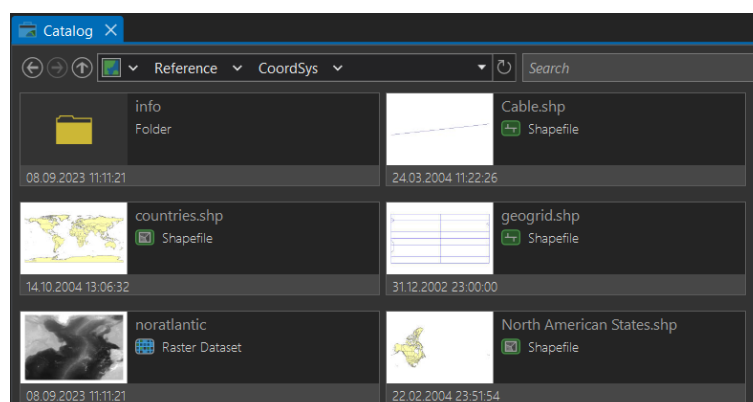 Catalog
Reference CoordSys Search
info
Folder
08.09.2023 11:11:21
Cable.shp
Shapefile
24.03.2004 11:22:26
countries.shp
Shapefile
14.10.2004 13:06:32
geogrid.shp
Shapefile
31.12.2002 23:00:00
noratlantic
Raster Dataset
08.09.2023 11:11:21
North American States.shp
Shapefile
22.02.2004 23:51:54